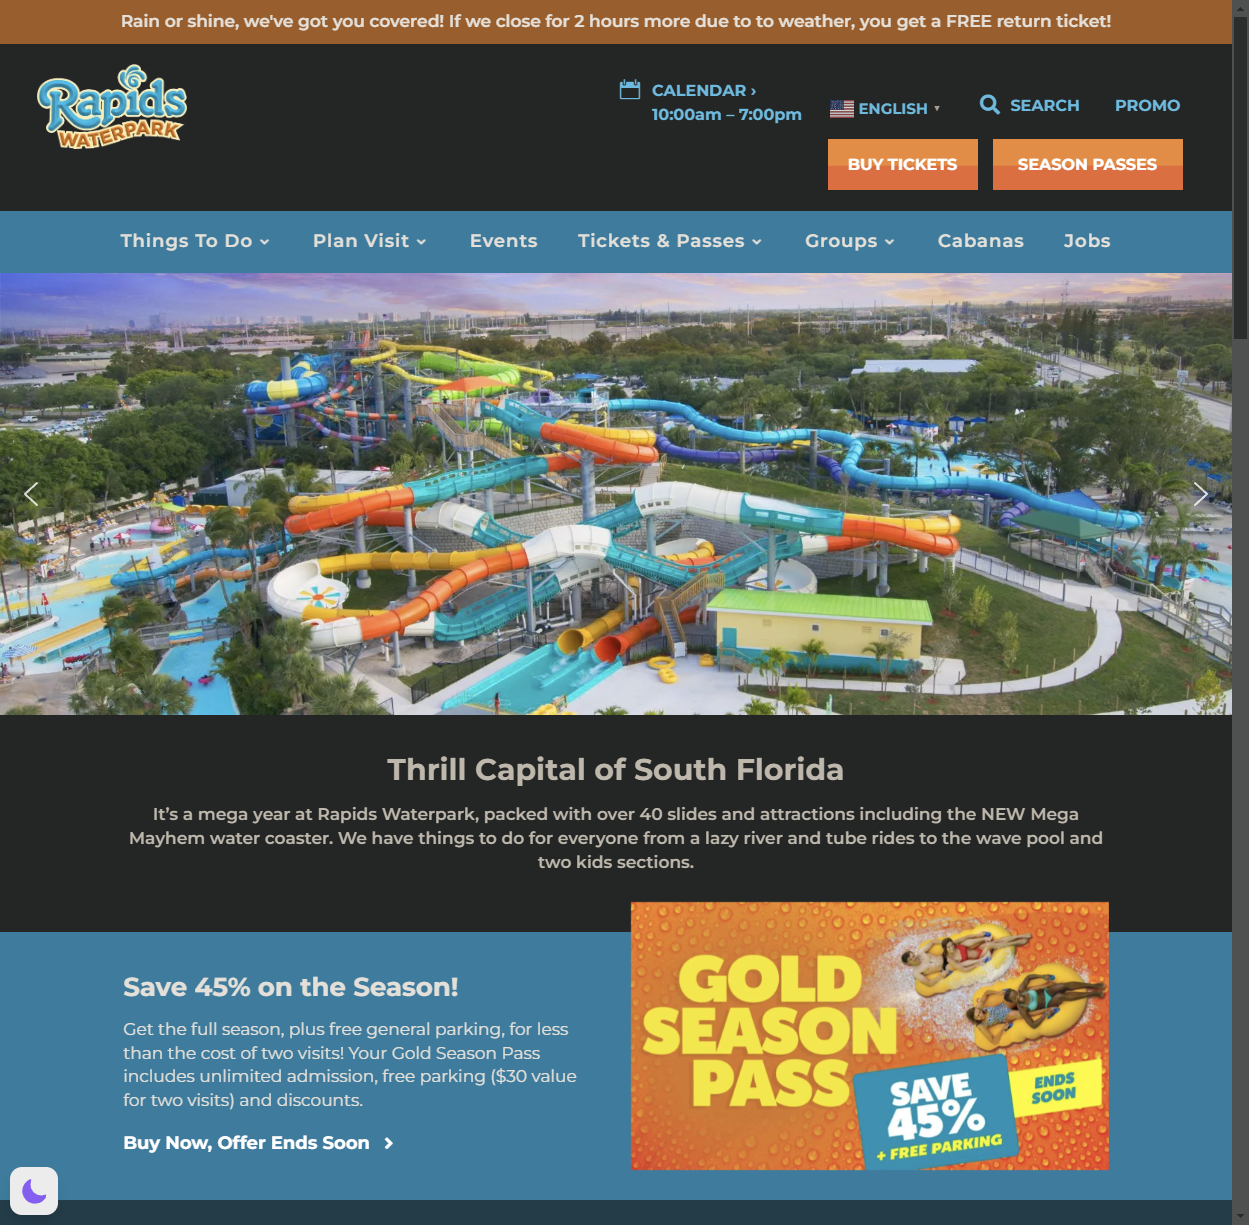 Rain or shine, we've got you covered! If we close for 2 hours more due to to weather, you get a FREE return ticket!
Rapids
WATERPARK
CALENDAR ›
10:00am – 7:00pm
ENGLISH ▼
SEARCH
PROMO
BUY TICKETS
SEASON PASSES
Things To Do
Plan Visit
Events
Tickets & Passes
Groups
Cabanas
Jobs
Thrill Capital of South Florida
It's a mega year at Rapids Waterpark, packed with over 40 slides and attractions including the NEW Mega
Mayhem water coaster. We have things to do for everyone from a lazy river and tube rides to the wave pool and
two kids sections.
Save 45% on the Season!
Get the full season, plus free general parking, for less
than the cost of two visits! Your Gold Season Pass
includes unlimited admission, free parking ($30 value
for two visits) and discounts.
Buy Now, Offer Ends Soon
GOLD
SEASON
PASS
SAVE
45%
+ FREE PARKING
ENDS
SOON